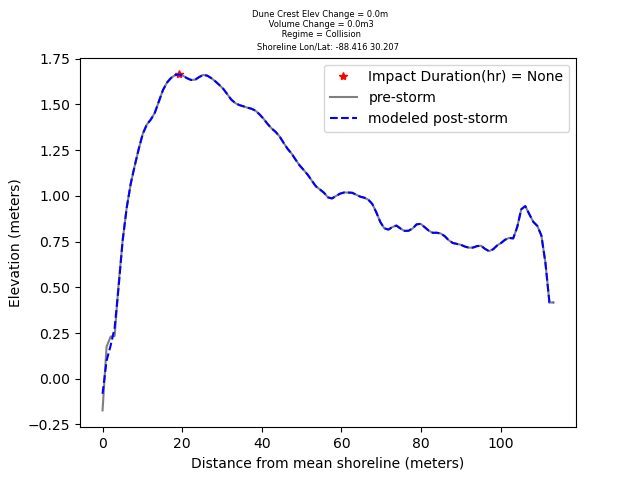 Dune Crest Elev Change = 0.0m
Volume Change = 0.0m3
Regime = Collision
Shoreline Lon/Lat: -88.416 30.207
Impact Duration(hr) = None
pre-storm
modeled post-storm
1.75
1.50
1.25
1.00
0.75
0.50
0.25
0.00
−0.25
Elevation (meters)
0 20 40 60 80 100
Distance from mean shoreline (meters)